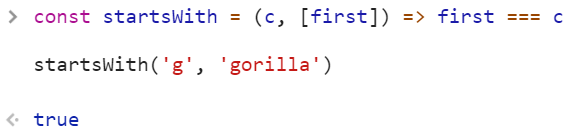 const startsWith = (c, [first]) => first === c
startsWith('g', 'gorilla')
true